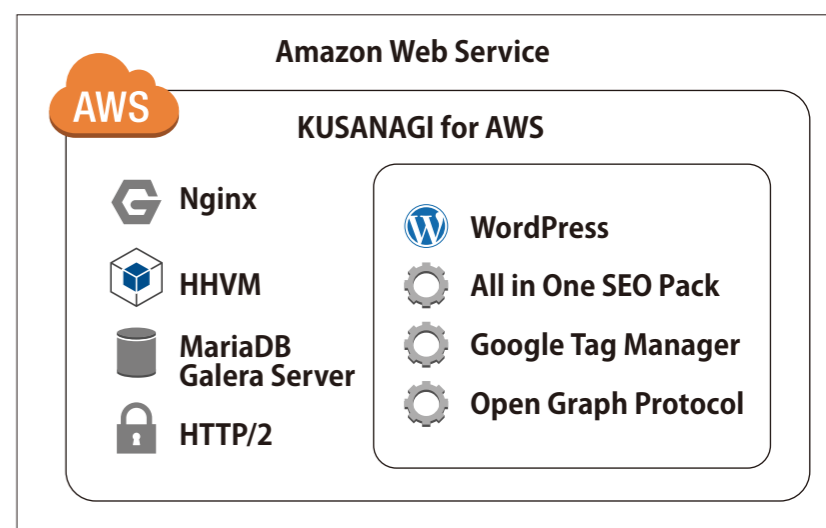 Amazon Web Service
AWS
KUSANAGI for AWS
Nginx
HHVM
MariaDB
Galera Server
HTTP/2
WordPress
All in One SEO Pack
Google Tag Manager
Open Graph Protocol